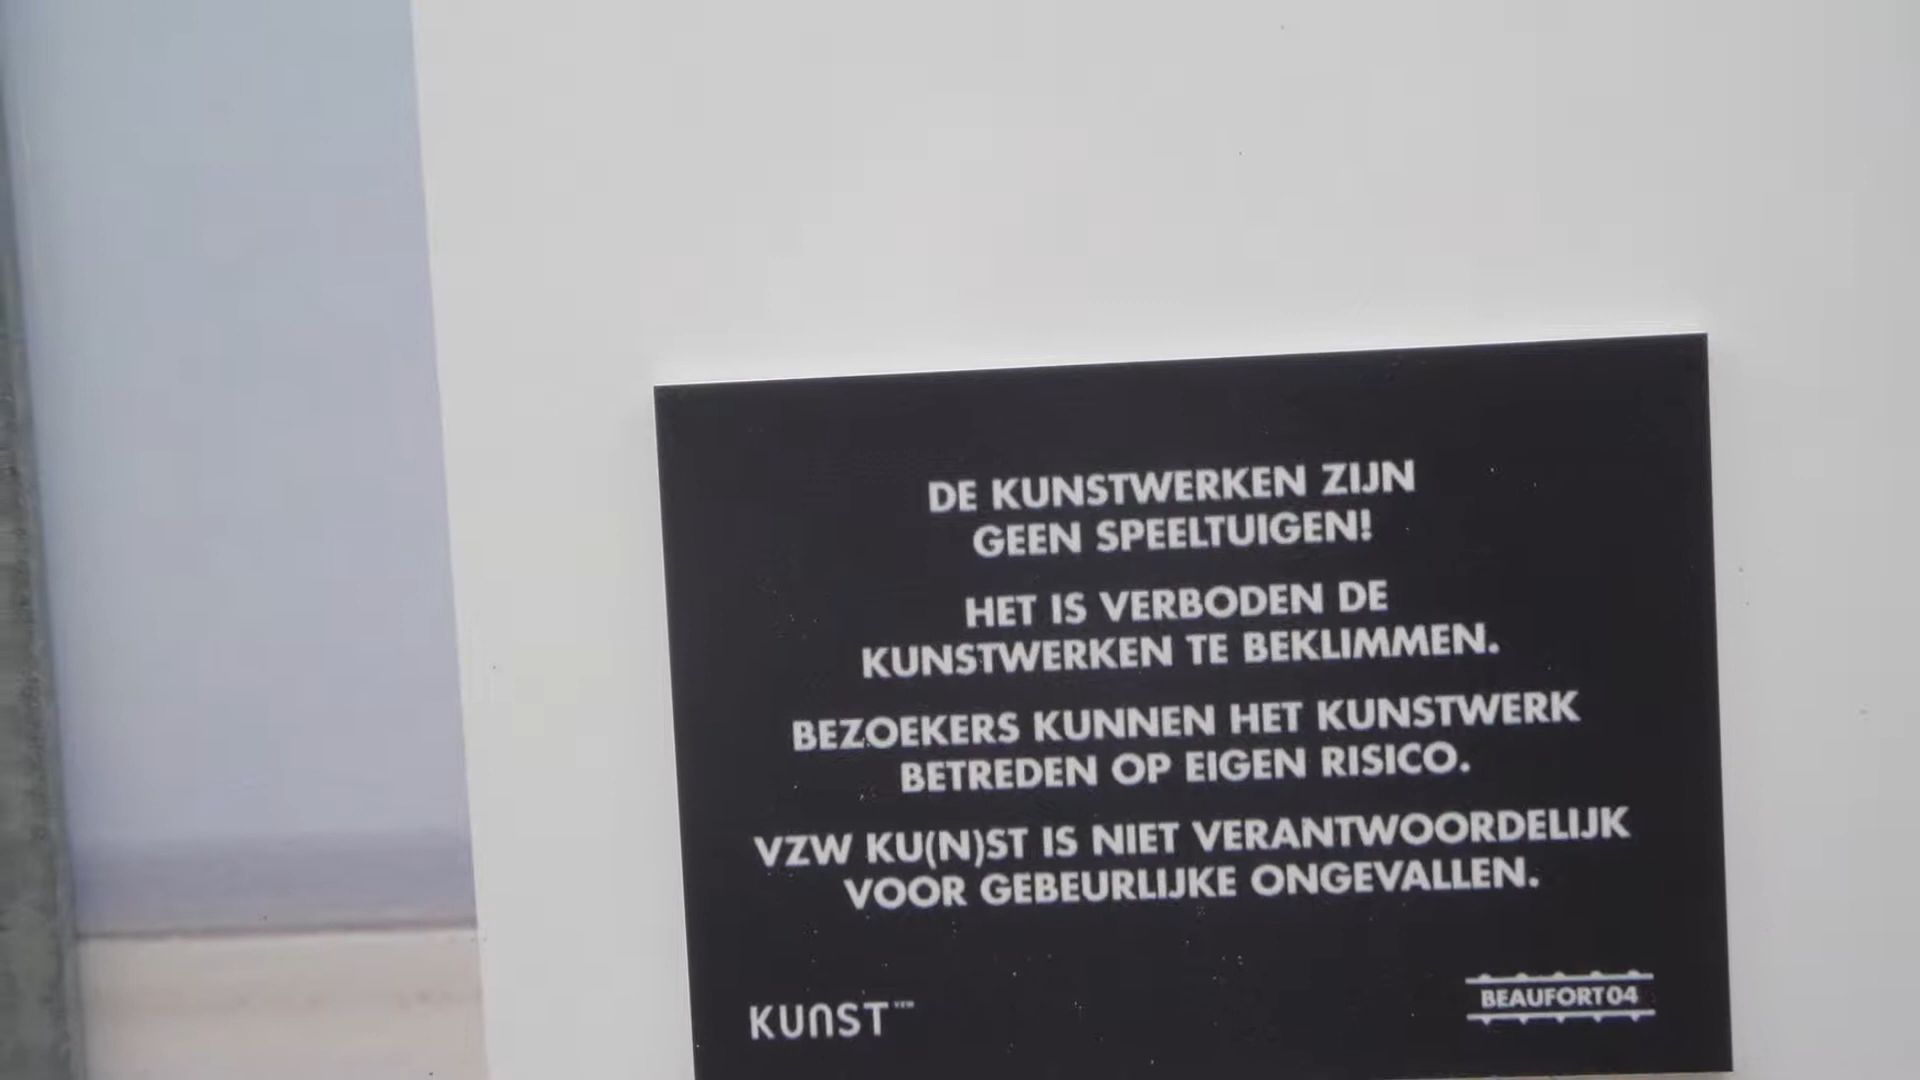 DE KUNSTWERKEN ZIJN
GEEN SPEELTUIGEN!
HET IS VERBODEN DE
KUNSTWERKEN TE BEKLIMMEN.
BEZOEKERS KUNNEN HET KUNSTWERK
BETREDEN OP EIGEN RISICO.
VZW KU(N)ST IS NIET VERANTWOORDELIJK
VOOR GEBEURLIJKE ONGEVALLEN.
KUNST VZW
BEAUFORT04